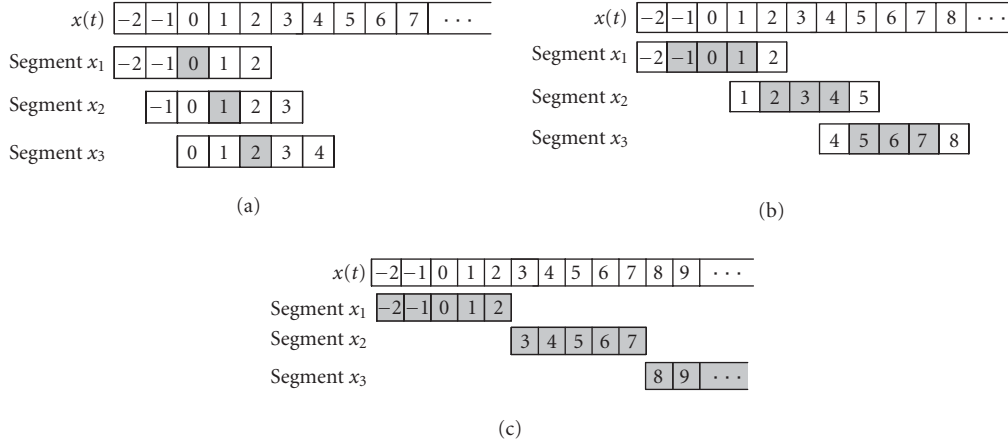 x(t) −2 −1 0 1 2 3 4 5 6 7 · · ·
Segment x1 −2 −1 0 1 2
Segment x2 −1 0 1 2 3
Segment x3 0 1 2 3 4
(a)
x(t) −2 −1 0 1 2 3 4 5 6 7 8 · · ·
Segment x1 −2 −1 0 1 2
Segment x2 1 2 3 4 5
Segment x3 4 5 6 7 8
(b)
x(t) −2 −1 0 1 2 3 4 5 6 7 8 9 · · ·
Segment x1 −2 −1 0 1 2
Segment x2 3 4 5 6 7
Segment x3 8 9 · · ·
(c)